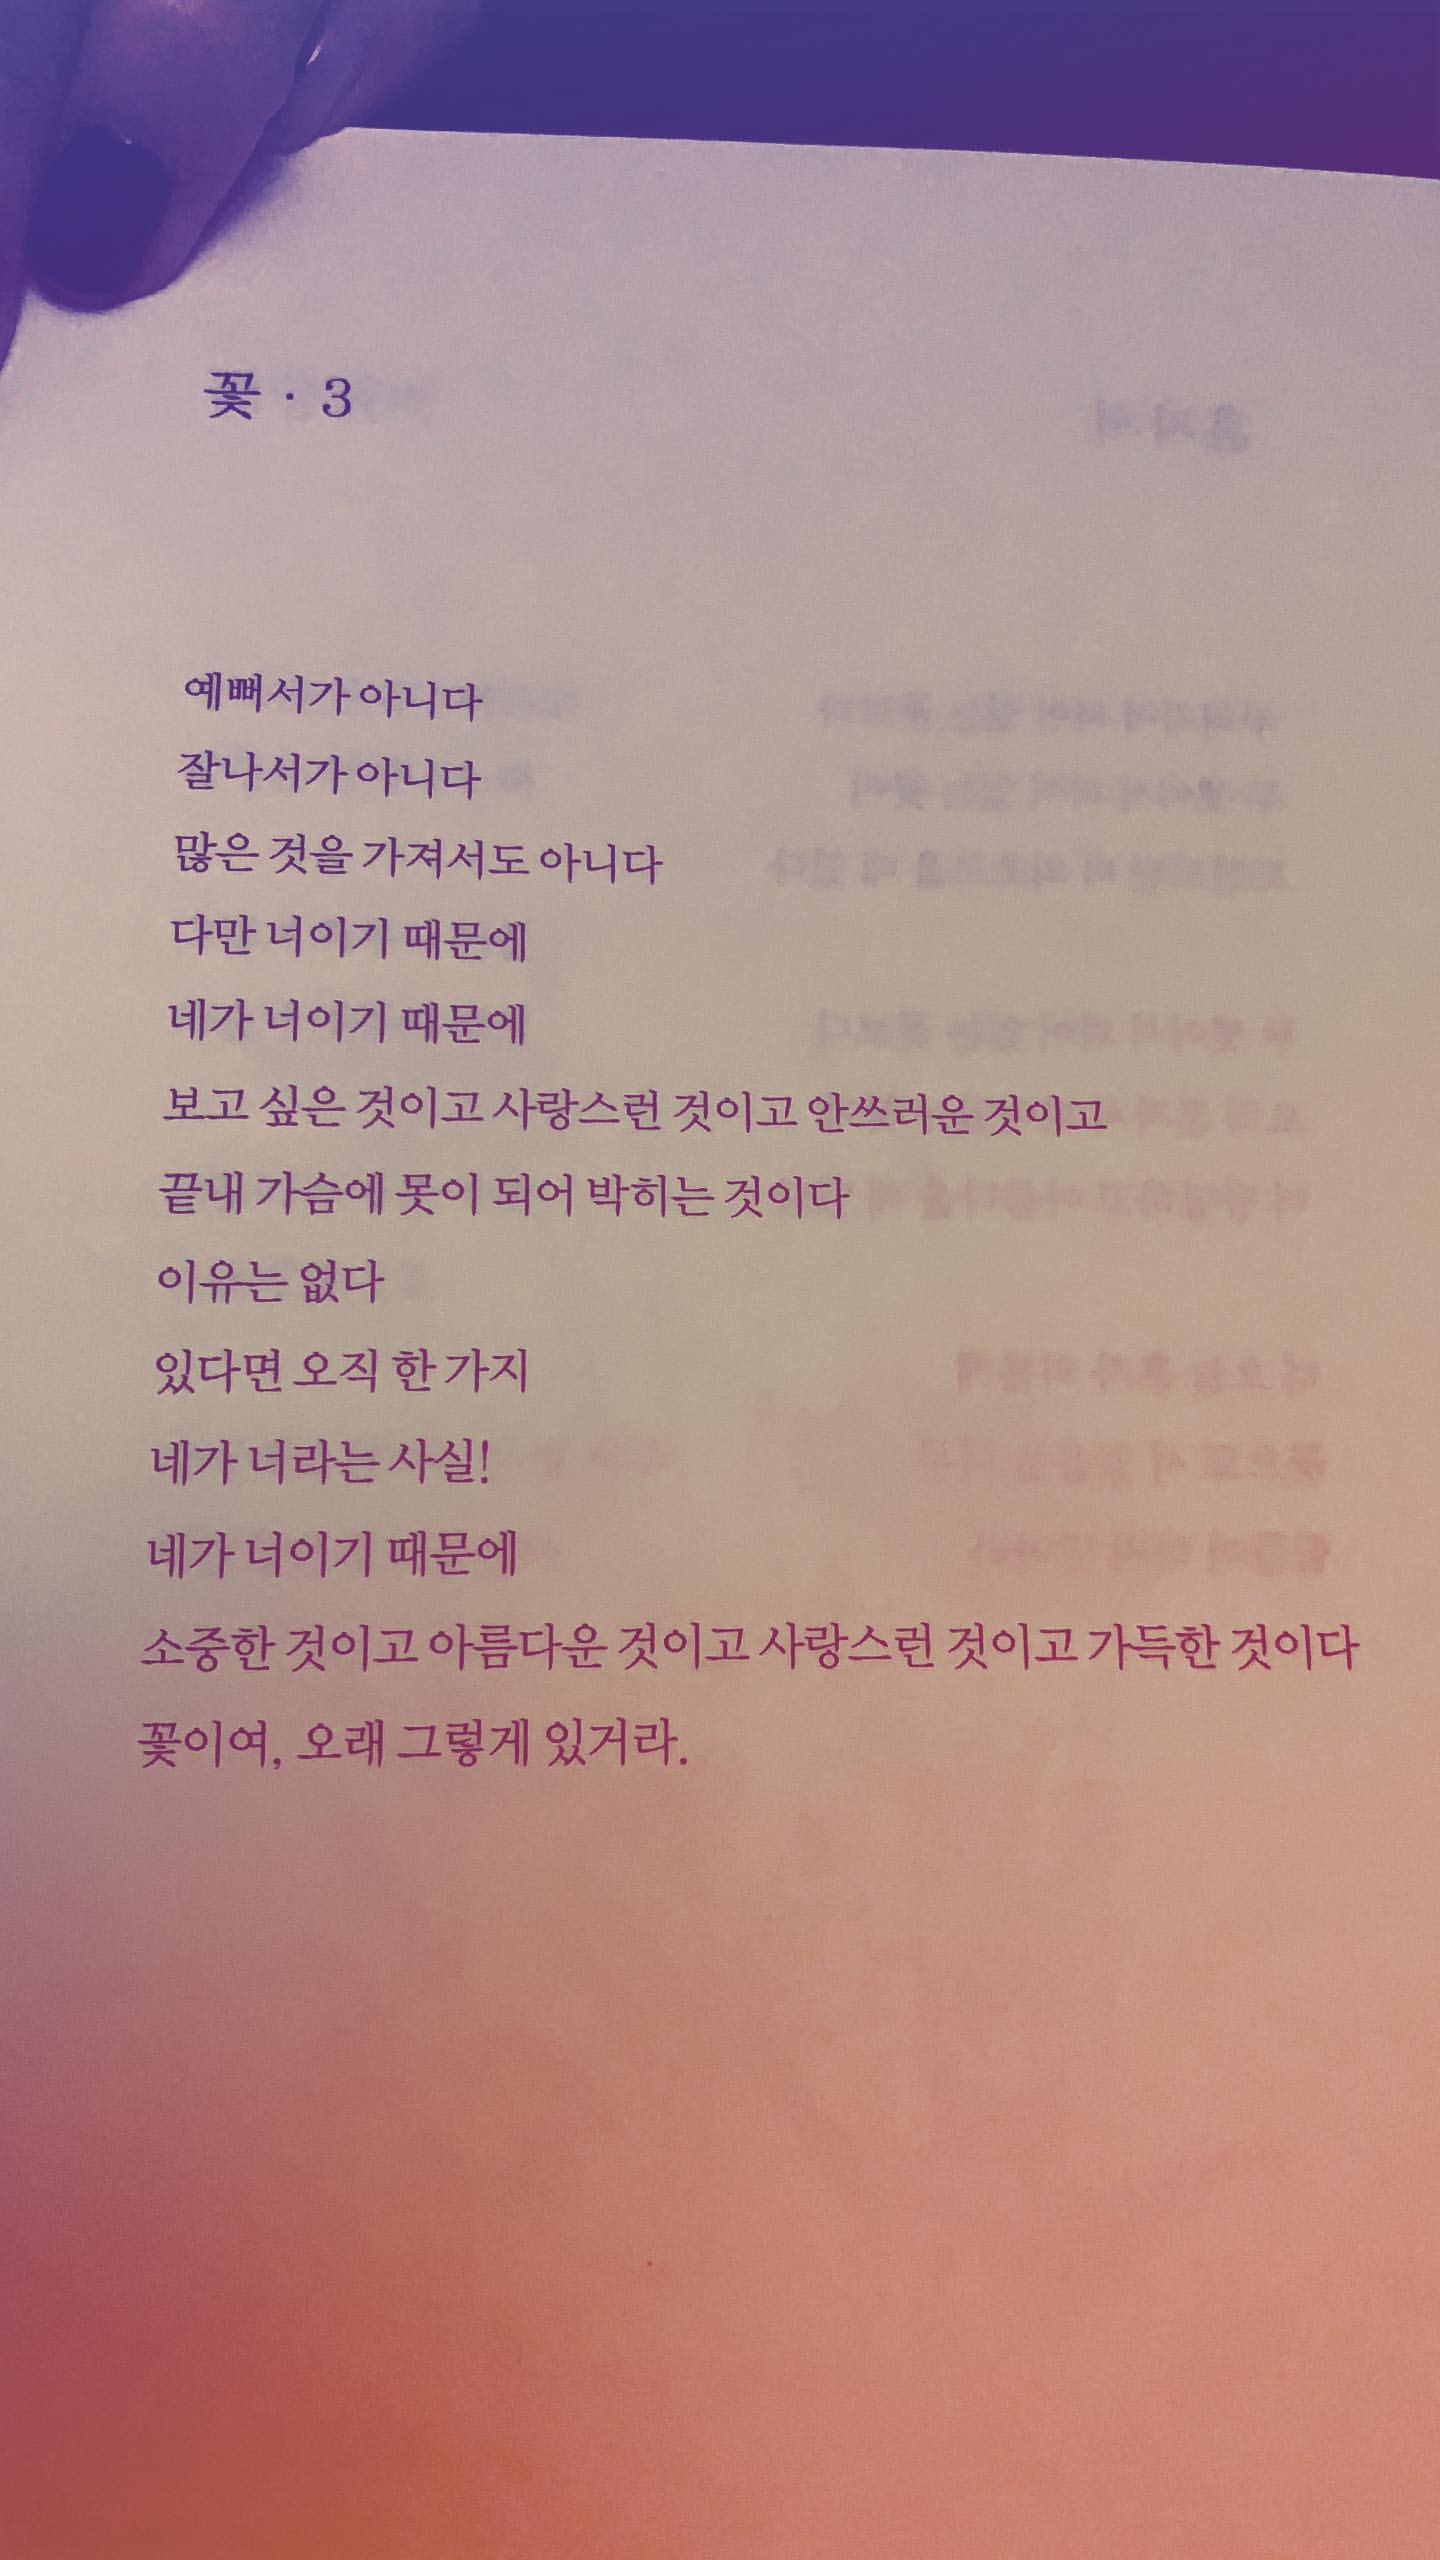 꽃 · 3
예뻐서가 아니다
잘나서가 아니다
많은 것을 가져서도 아니다
다만 너이기 때문에
네가 너이기 때문에
보고 싶은 것이고 사랑스런 것이고 안쓰러운 것이고
끝내 가슴에 못이 되어 박히는 것이다
이유는 없다
있다면 오직 한 가지
네가 너라는 사실!
네가 너이기 때문에
소중한 것이고 아름다운 것이고 사랑스런 것이고 가득한 것이다
꽃이여, 오래 그렇게 있거라.